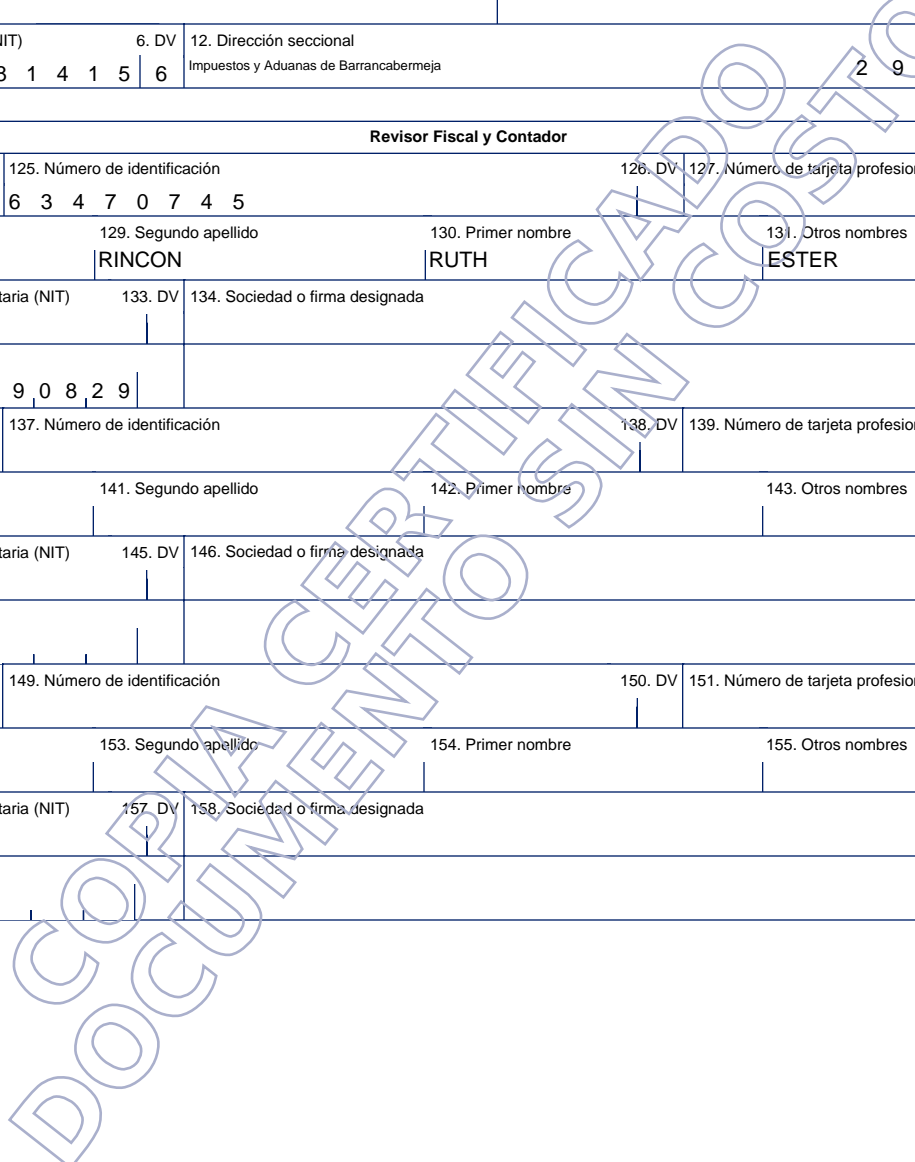 NIT) 6. DV 12. Dirección seccional
3 1 4 1 5 6 Impuestos y Aduanas de Barrancabermeja 2 9
Revisor Fiscal y Contador
125. Número de identificación 126. DV 127. Número de tarjeta profesion
6 3 4 7 0 7 4 5
129. Segundo apellido 130. Primer nombre 131. Otros nombres
RINCON RUTH ESTER
taria (NIT) 133. DV 134. Sociedad o firma designada
9 0 8 2 9
137. Número de identificación 138. DV 139. Número de tarjeta profesion
141. Segundo apellido 142. Primer nombre 143. Otros nombres
taria (NIT) 145. DV 146. Sociedad o firma designada
149. Número de identificación 150. DV 151. Número de tarjeta profesion
153. Segundo apellido 154. Primer nombre 155. Otros nombres
taria (NIT) 157. DV 158. Sociedad o firma designada
COPIA CERTIFICADO
DOCUMENTO SIN COSTO